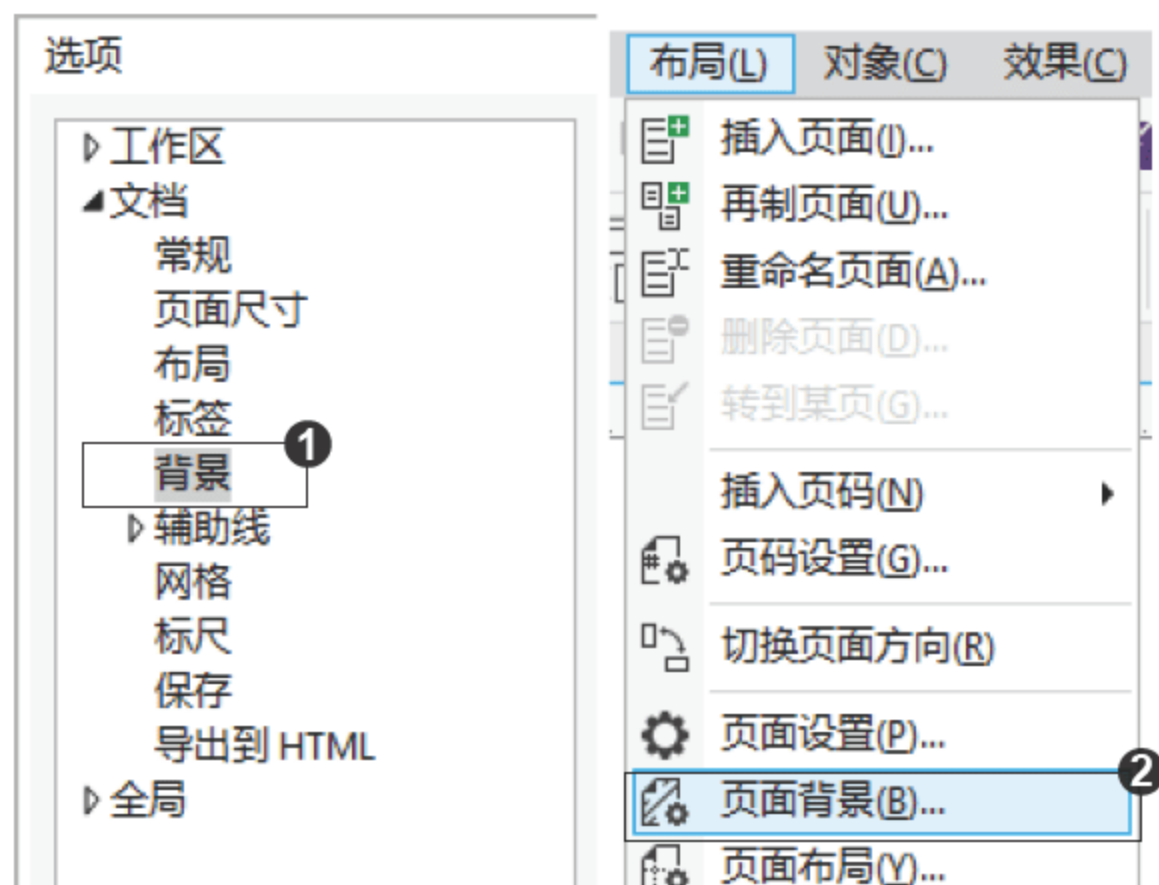 选项
工作区
文档
常规
页面尺寸
布局
标签
背景
1
辅助线
网格
标尺
保存
导出到 HTML
全局
布局(L) 对象(C) 效果(C)
插入页面(I)...
再制页面(U)...
重命名页面(A)...
删除页面(D)...
转到某页(G)...
插入页码(N)
页码设置(G)...
切换页面方向(R)
页面设置(P)...
2
页面背景(B)...
页面布局(Y)...